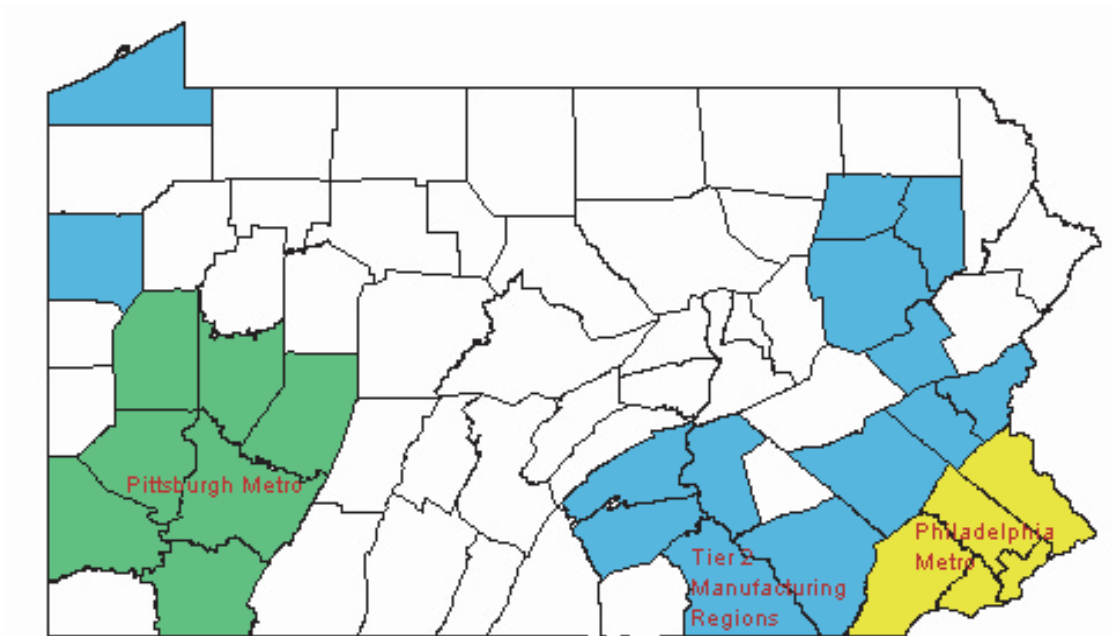 Pittsburgh Metro
Philadelphia
Metro
Tier 2
Manufacturing
Regions